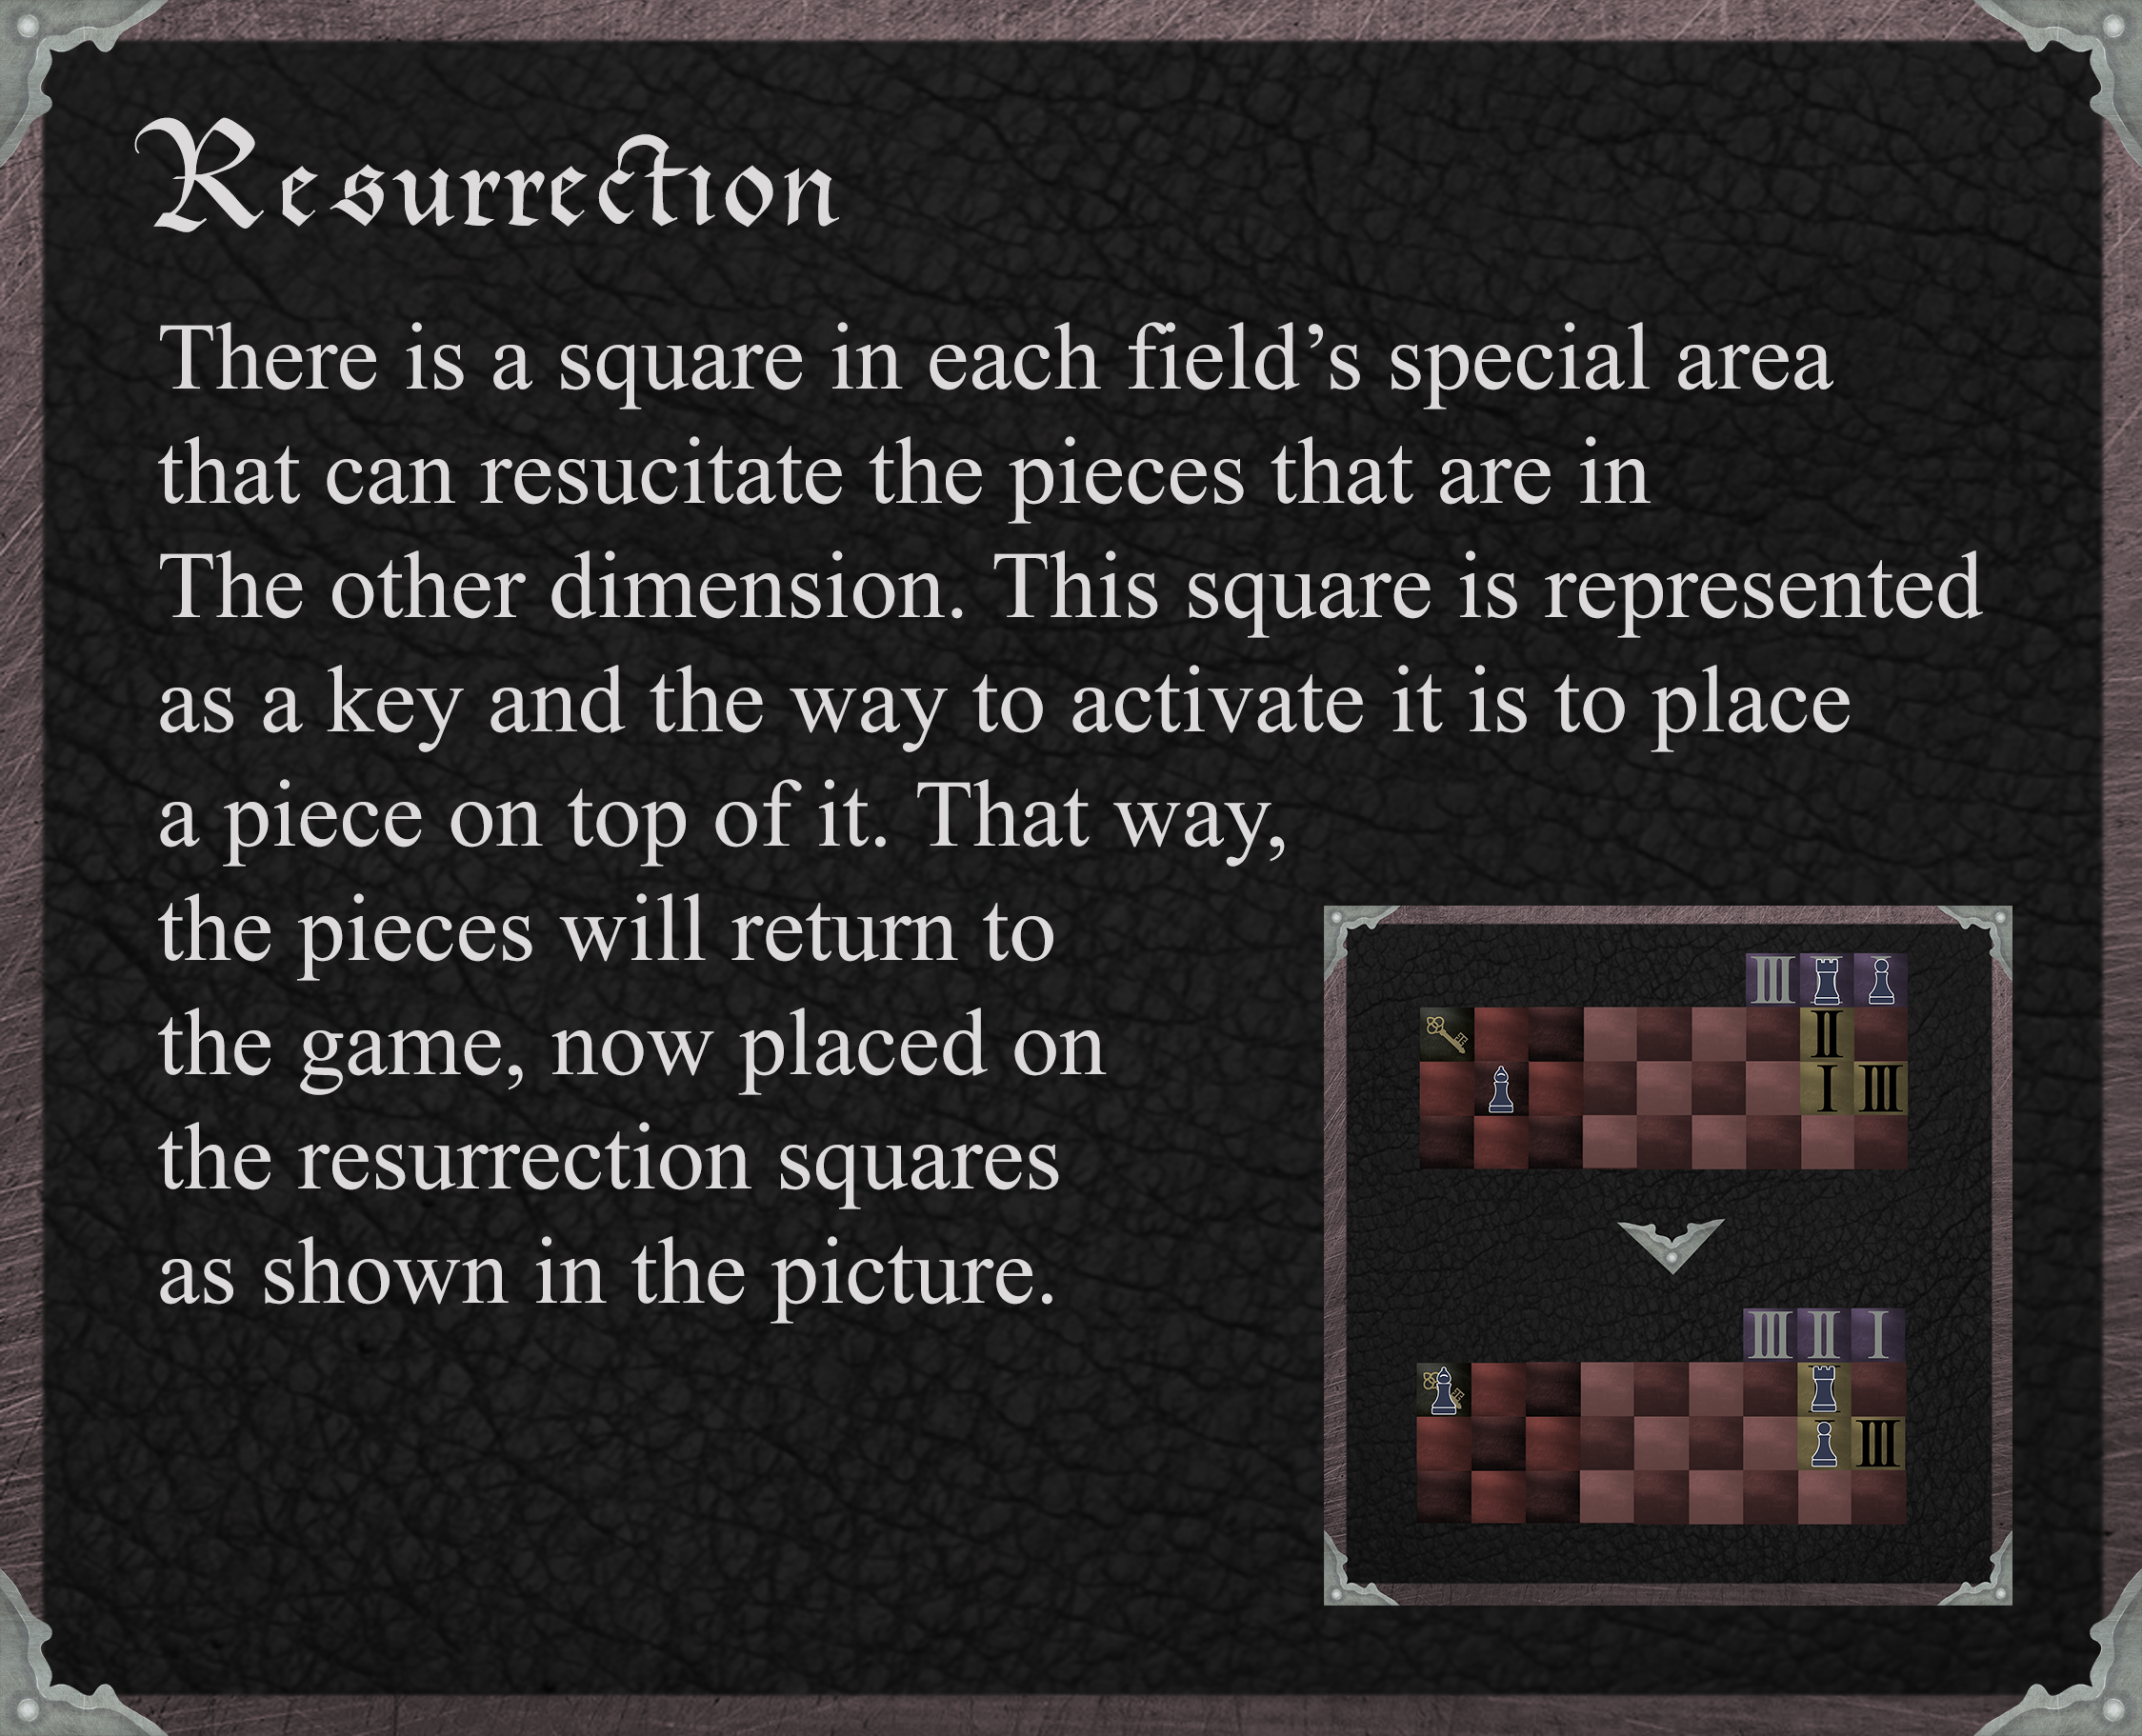 Resurrection
There is a square in each field’s special area
that can resucitate the pieces that are in
The other dimension. This square is represented
as a key and the way to activate it is to place
a piece on top of it. That way,
the pieces will return to
the game, now placed on
the resurrection squares
as shown in the picture.
III
II
I III
III II I
III